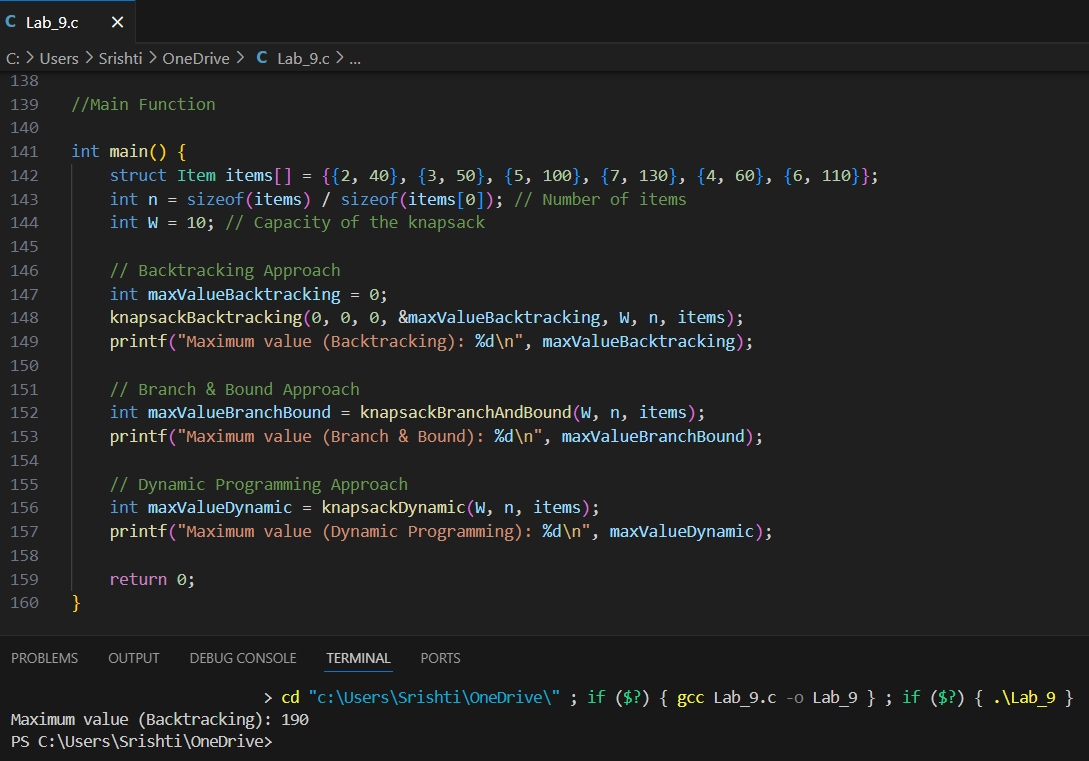 C Lab_9.c ×
C: > Users > Srishti > OneDrive > C Lab_9.c > ...
138
139 //Main Function
140
141 int main() {
142 struct Item items[] = {{2, 40}, {3, 50}, {5, 100}, {7, 130}, {4, 60}, {6, 110}};
143 int n = sizeof(items) / sizeof(items[0]); // Number of items
144 int W = 10; // Capacity of the knapsack
145
146 // Backtracking Approach
147 int maxValueBacktracking = 0;
148 knapsackBacktracking(0, 0, 0, &maxValueBacktracking, W, n, items);
149 printf("Maximum value (Backtracking): %d\n", maxValueBacktracking);
150
151 // Branch & Bound Approach
152 int maxValueBranchBound = knapsackBranchAndBound(W, n, items);
153 printf("Maximum value (Branch & Bound): %d\n", maxValueBranchBound);
154
155 // Dynamic Programming Approach
156 int maxValueDynamic = knapsackDynamic(W, n, items);
157 printf("Maximum value (Dynamic Programming): %d\n", maxValueDynamic);
158
159 return 0;
160 }
PROBLEMS OUTPUT DEBUG CONSOLE TERMINAL PORTS
> cd "c:\Users\Srishti\OneDrive\" ; if ($?) { gcc Lab_9.c -o Lab_9 } ; if ($?) { .\Lab_9 }
Maximum value (Backtracking): 190
PS C:\Users\Srishti\OneDrive>